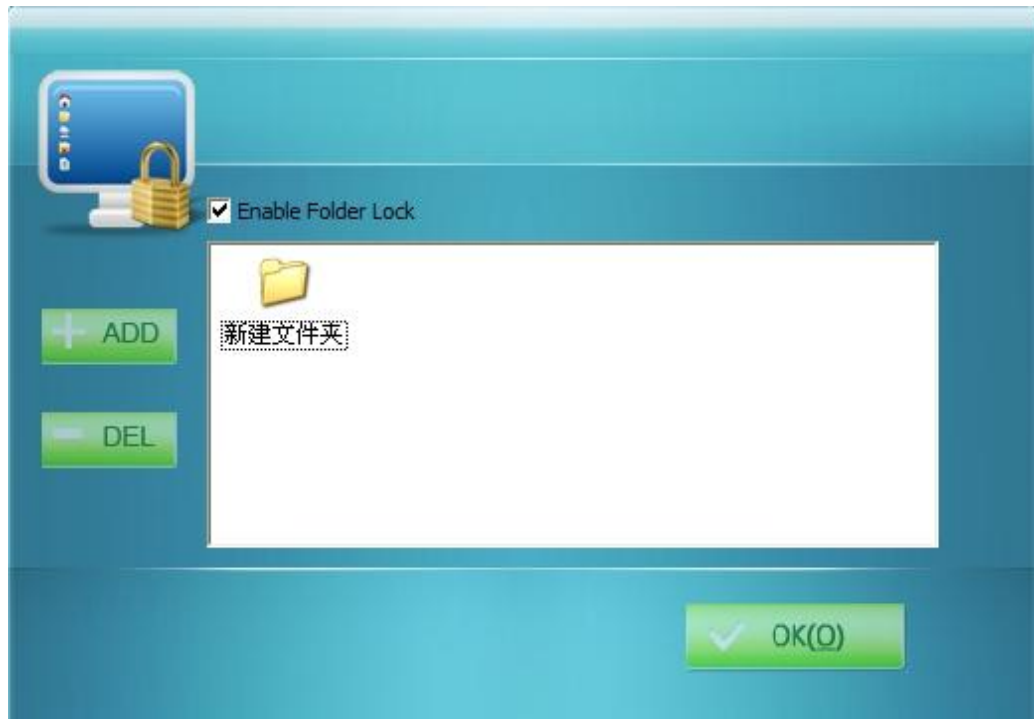 Enable Folder Lock
新建文件夹
ADD
DEL
OK(O)